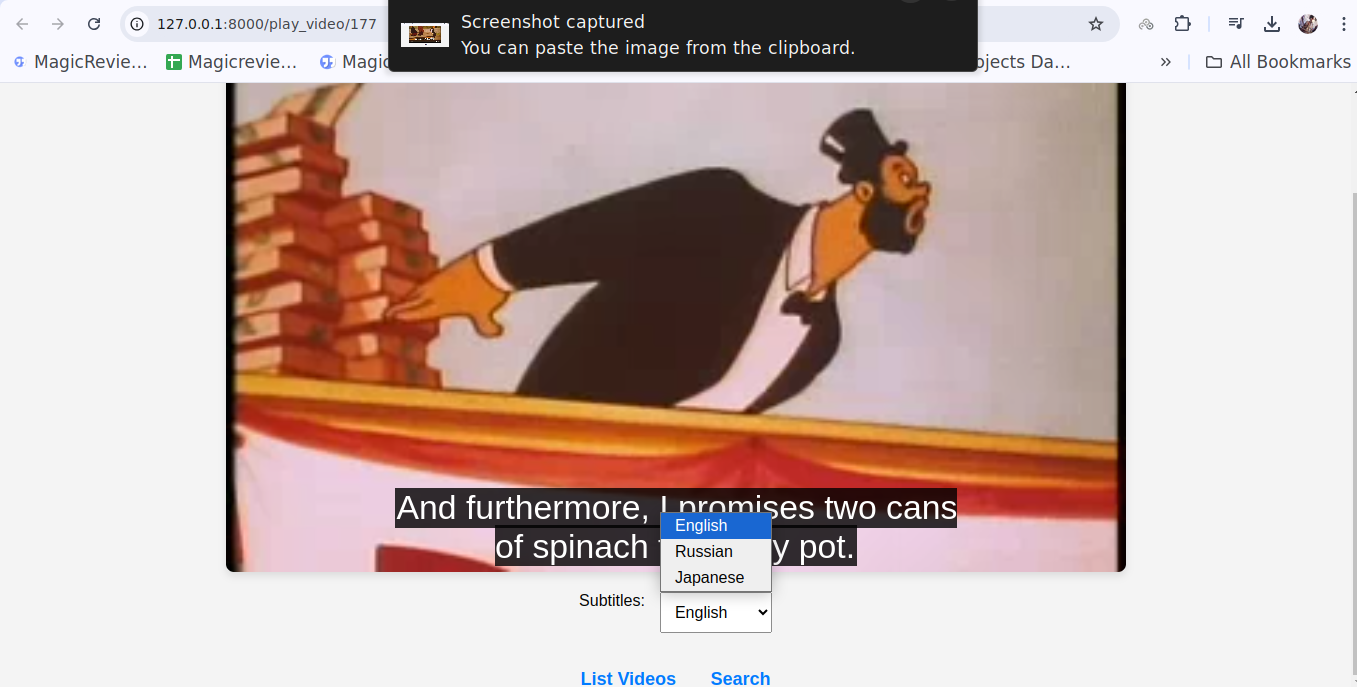 127.0.0.1:8000/play_video/177
Screenshot captured
You can paste the image from the clipboard.
MagicRevie...
Magicrevie...
Magic
ojects Da...
»
All Bookmarks
And furthermore, I promises two cans
of spinach y pot.
English
Russian
Japanese
Subtitles:
English
List Videos Search